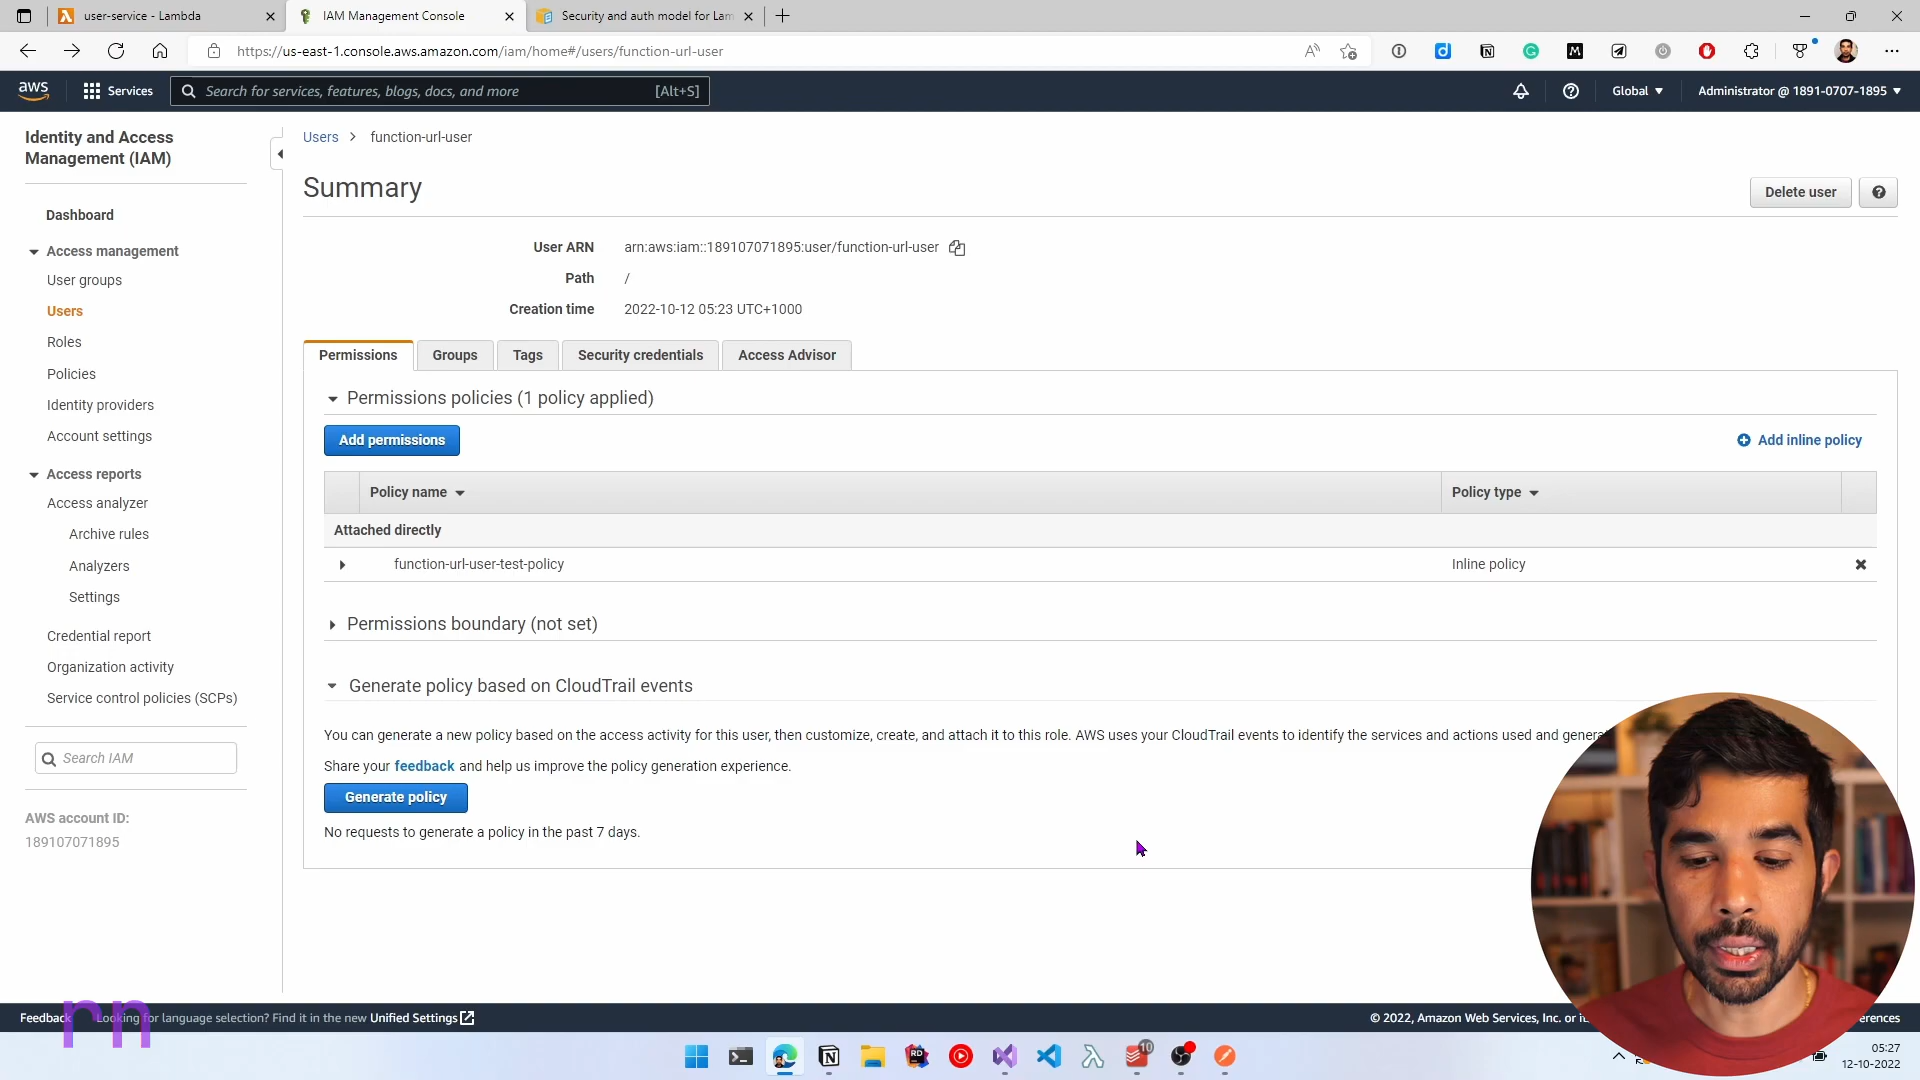 user-service - Lambda
IAM Management Console
Security and auth model for Lam
https://us-east-1.console.aws.amazon.com/iam/home#/users/function-url-user
aws
Services
Search for services, features, blogs, docs, and more
[Alt+S]
Global
Administrator @ 1891-0707-1895
Identity and Access
Management (IAM)
Dashboard
Access management
User groups
Users
Roles
Policies
Identity providers
Account settings
Access reports
Access analyzer
Archive rules
Analyzers
Settings
Credential report
Organization activity
Service control policies (SCPs)
Search IAM
AWS account ID:
189107071895
Users > function-url-user
Summary
Delete user
User ARN arn:aws:iam::189107071895:user/function-url-user
Path /
Creation time 2022-10-12 05:23 UTC+1000
Permissions
Groups
Tags
Security credentials
Access Advisor
Permissions policies (1 policy applied)
Add permissions
Add inline policy
Policy name
Policy type
Attached directly
function-url-user-test-policy
Inline policy
Permissions boundary (not set)
Generate policy based on CloudTrail events
You can generate a new policy based on the access activity for this user, then customize, create, and attach it to this role. AWS uses your CloudTrail events to identify the services and actions used and
Share your feedback and help us improve the policy generation experience.
Generate policy
No requests to generate a policy in the past 7 days.
Feedback
Looking for language selection? Find it in the new Unified Settings
© 2022, Amazon Web Services, Inc. or
rn
10
05:27
12-10-2022